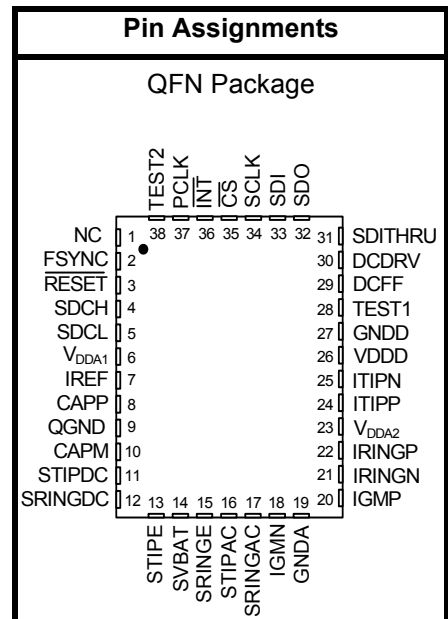 Pin Assignments
QFN Package
TEST2 PCLK INT CS SCLK SDI SDO
38 37 36 35 34 33 32
NC 1
FSYNC 2
RESET 3
SDCH 4
SDCL 5
VDDA1 6
IREF 7
CAPP 8
QGND 9
CAPM 10
STIPDC 11
SRINGDC 12
31 SDITHRU
30 DCDRV
29 DCFF
28 TEST1
27 GNDD
26 VDDD
25 ITIPN
24 ITIPP
23 VDDA2
22 IRINGP
21 IRINGN
20 IGMP
13 14 15 16 17 18 19
STIPE SVBAT SRINGE STIPAC SRINGAC IGMN GNDA